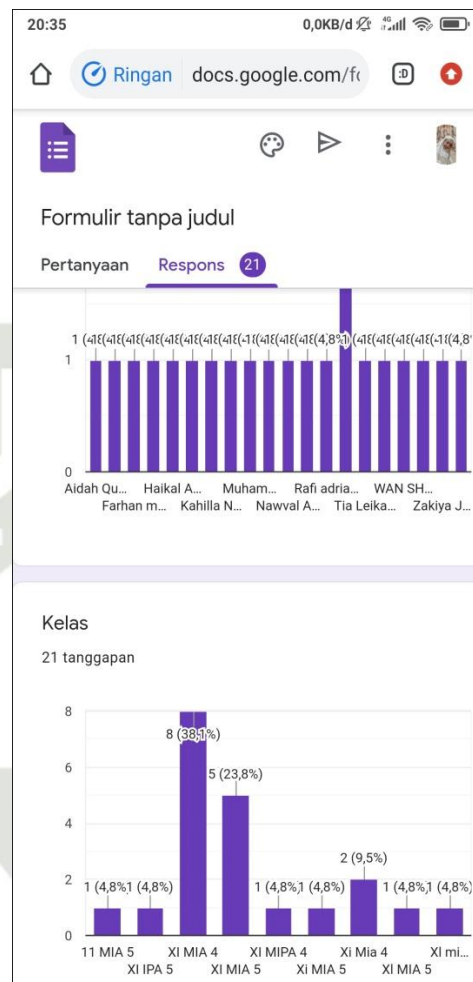 20:35 0,0KB/d 4G
Ringan docs.google.com/fo :D
Formulir tanpa judul
Pertanyaan Respons 21
1
0
Aidah Qu... Haikal A... Muham... Rafi adria... WAN SH...
Farhan m... Kahilla N... Nawval A... Tia Leika... Zakiya J...
Kelas
21 tanggapan
8
8 (38,1%)
6
5 (23,8%)
4
2 (9,5%)
2
1 (4,8% 1 (4,8%) 1 (4,8% 1 (4,8%) 1 (4,8% 1 (4,8%)
0
11 MIA 5 XI MIA 4 XI MIPA 4 Xi Mia 4 XI mi...
XI IPA 5 XI MIA 5 Xi MIA 5 XI MIA 5